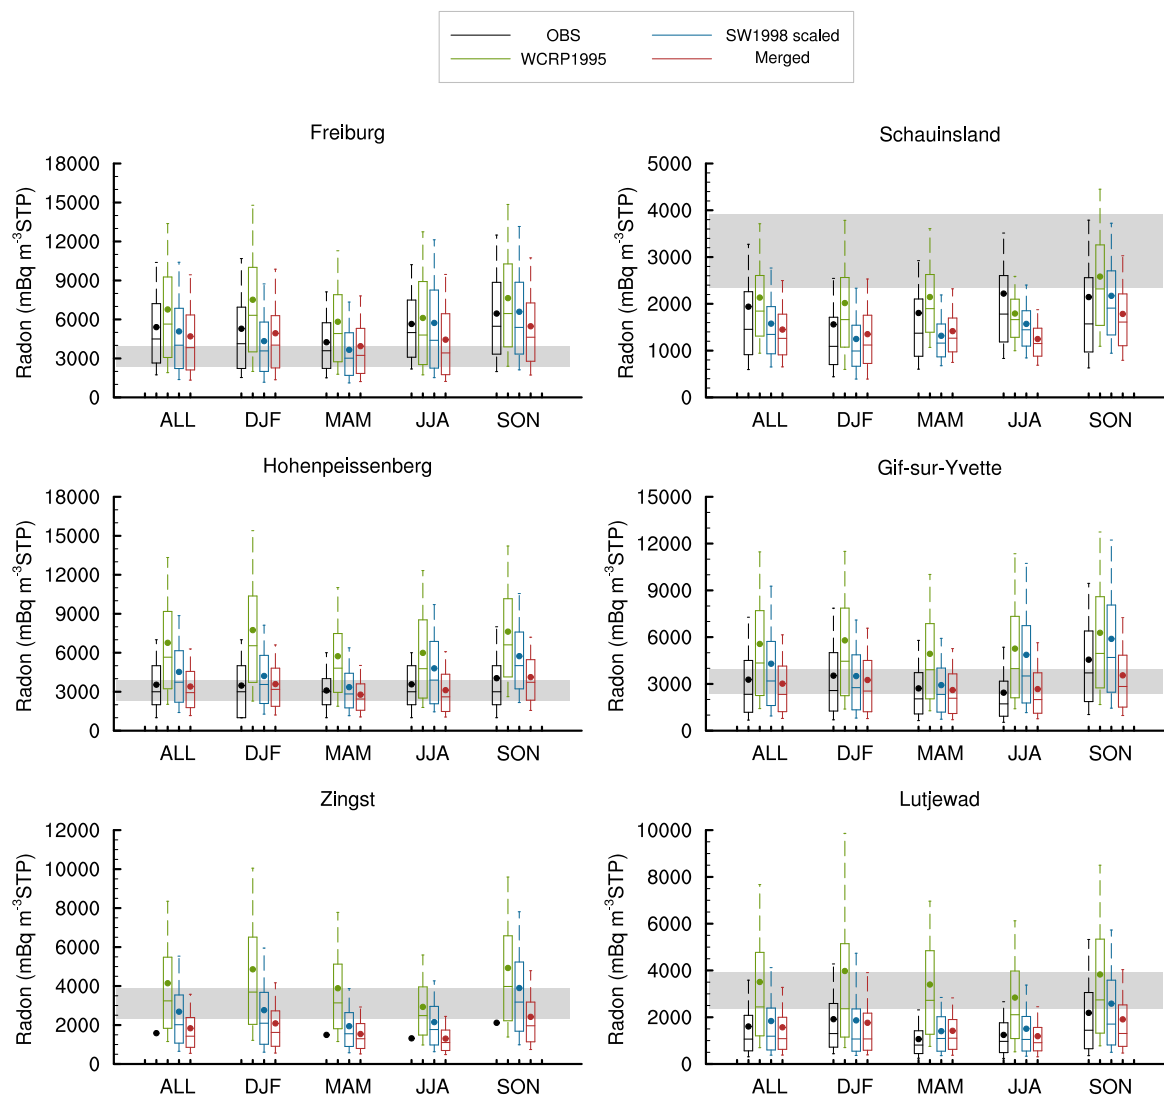 OBS SW1998 scaled
WCRP1995 Merged
Freiburg
Radon (mBq m⁻³STP)
18000
15000
12000
9000
6000
3000
0
ALL DJF MAM JJA SON
Schauinsland
Radon (mBq m⁻³STP)
5000
4000
3000
2000
1000
0
ALL DJF MAM JJA SON
Hohenpeissenberg
Radon (mBq m⁻³STP)
18000
15000
12000
9000
6000
3000
0
ALL DJF MAM JJA SON
Gif-sur-Yvette
Radon (mBq m⁻³STP)
15000
12000
9000
6000
3000
0
ALL DJF MAM JJA SON
Zingst
Radon (mBq m⁻³STP)
12000
10000
8000
6000
4000
2000
0
ALL DJF MAM JJA SON
Lutjewad
Radon (mBq m⁻³STP)
10000
8000
6000
4000
2000
0
ALL DJF MAM JJA SON